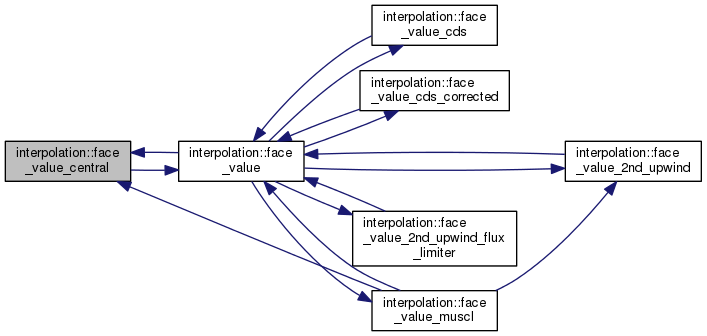 interpolation::face
_value_cds
interpolation::face
_value_cds_corrected
interpolation::face
_value_central
interpolation::face
_value
interpolation::face
_value_2nd_upwind
interpolation::face
_value_2nd_upwind_flux
_limiter
interpolation::face
_value_muscl